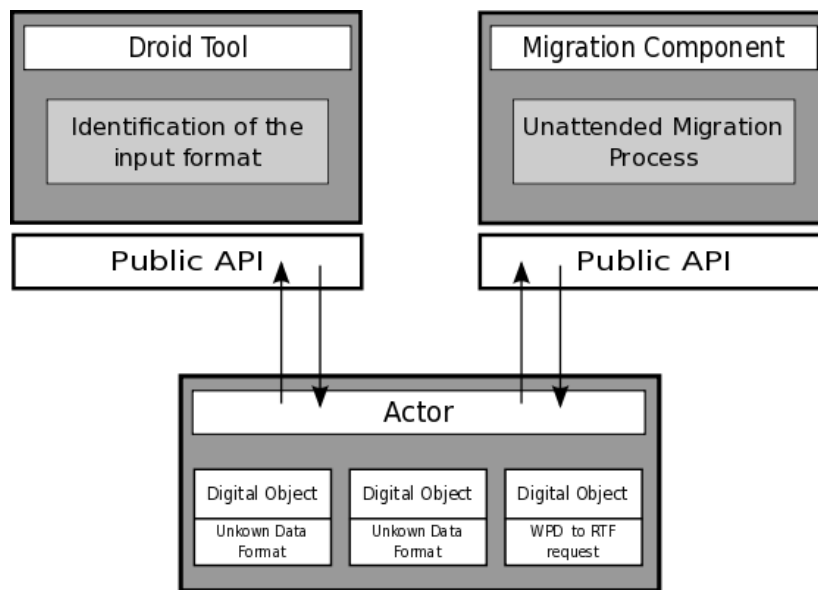 Droid Tool
Identification of the
input format
Public API
Migration Component
Unattended Migration
Process
Public API
Actor
Digital Object
Unkown Data
Format
Digital Object
Unkown Data
Format
Digital Object
WPD to RTF
request